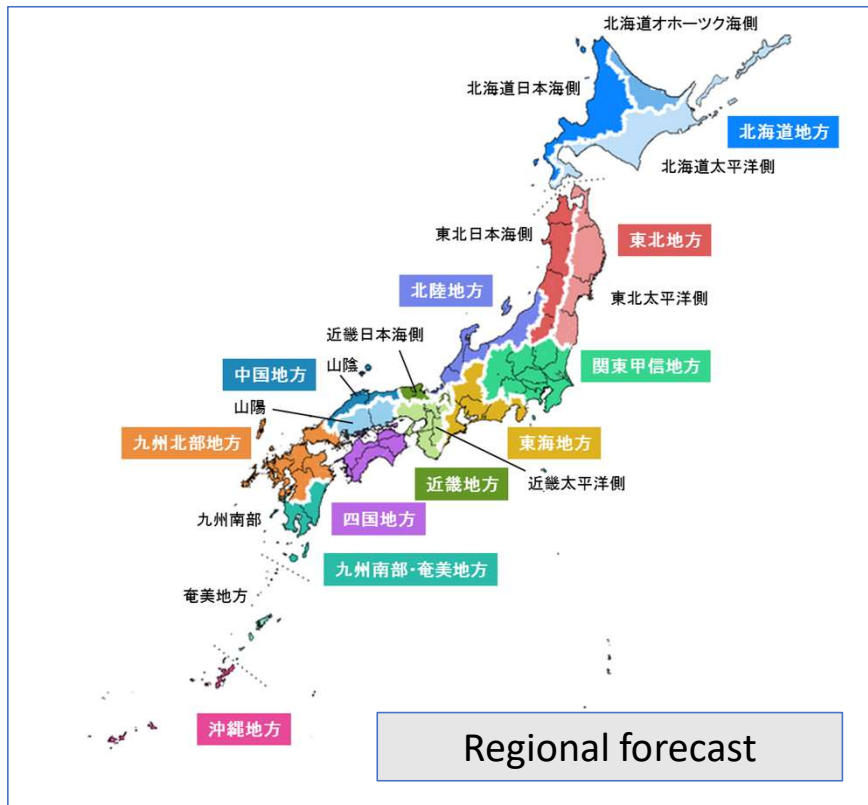 北海道オホーツク海側
北海道日本海側
北海道地方
北海道太平洋側
東北日本海側
東北地方
北陸地方
東北太平洋側
近畿日本海側
山陰
中国地方
関東甲信地方
山陽
九州北部地方
東海地方
近畿地方
近畿太平洋側
四国地方
九州南部
九州南部・奄美地方
奄美地方
沖縄地方
Regional forecast